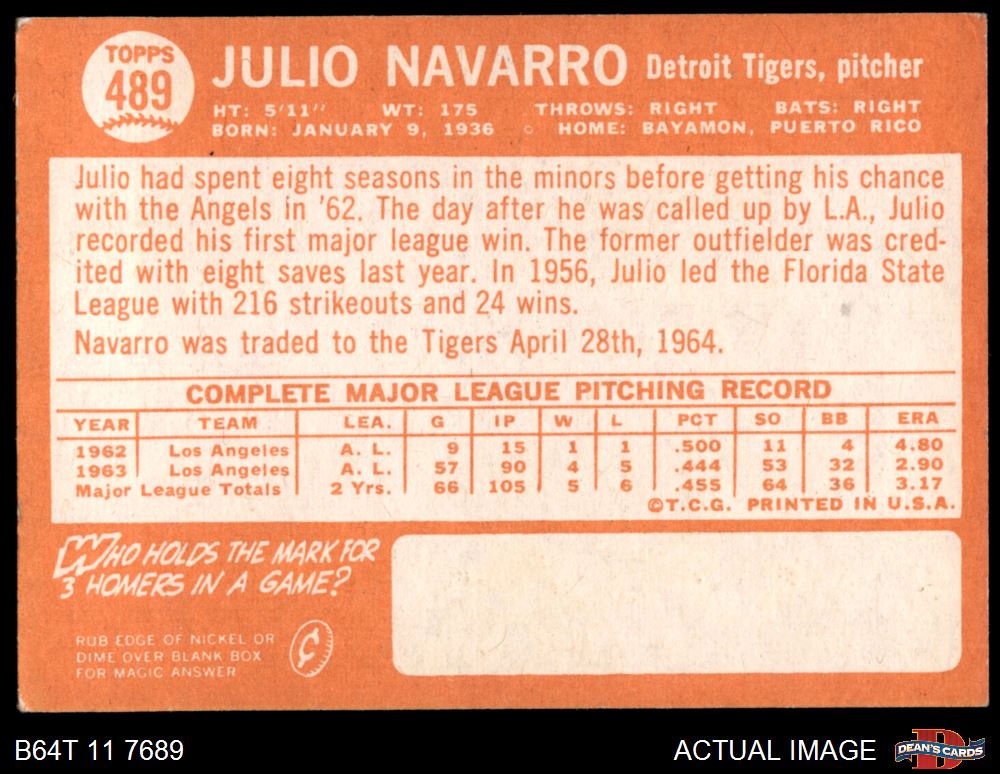 TOPPS
489
JULIO NAVARRO Detroit Tigers, pitcher
HT: 5'11" WT: 175 THROWS: RIGHT BATS: RIGHT
BORN: JANUARY 9, 1936 HOME: BAYAMON, PUERTO RICO
Julio had spent eight seasons in the minors before getting his chance
with the Angels in '62. The day after he was called up by L.A., Julio
recorded his first major league win. The former outfielder was cred-
ited with eight saves last year. In 1956, Julio led the Florida State
League with 216 strikeouts and 24 wins.
Navarro was traded to the Tigers April 28th, 1964.
COMPLETE MAJOR LEAGUE PITCHING RECORD
YEAR TEAM LEA. G IP W L PCT SO BB ERA
1962 Los Angeles A. L. 9 15 1 1 .500 11 4 4.80
1963 Los Angeles A. L. 57 90 4 5 .444 53 32 2.90
Major League Totals 2 Yrs. 66 105 5 6 .455 64 36 3.17
©T.C.G. PRINTED IN U.S.A.
WHO HOLDS THE MARK FOR
3 HOMERS IN A GAME?
RUB EDGE OF NICKEL OR
DIME OVER BLANK BOX
FOR MAGIC ANSWER
¢
B64T 11 7689
ACTUAL IMAGE
D
DEAN'S CARDS